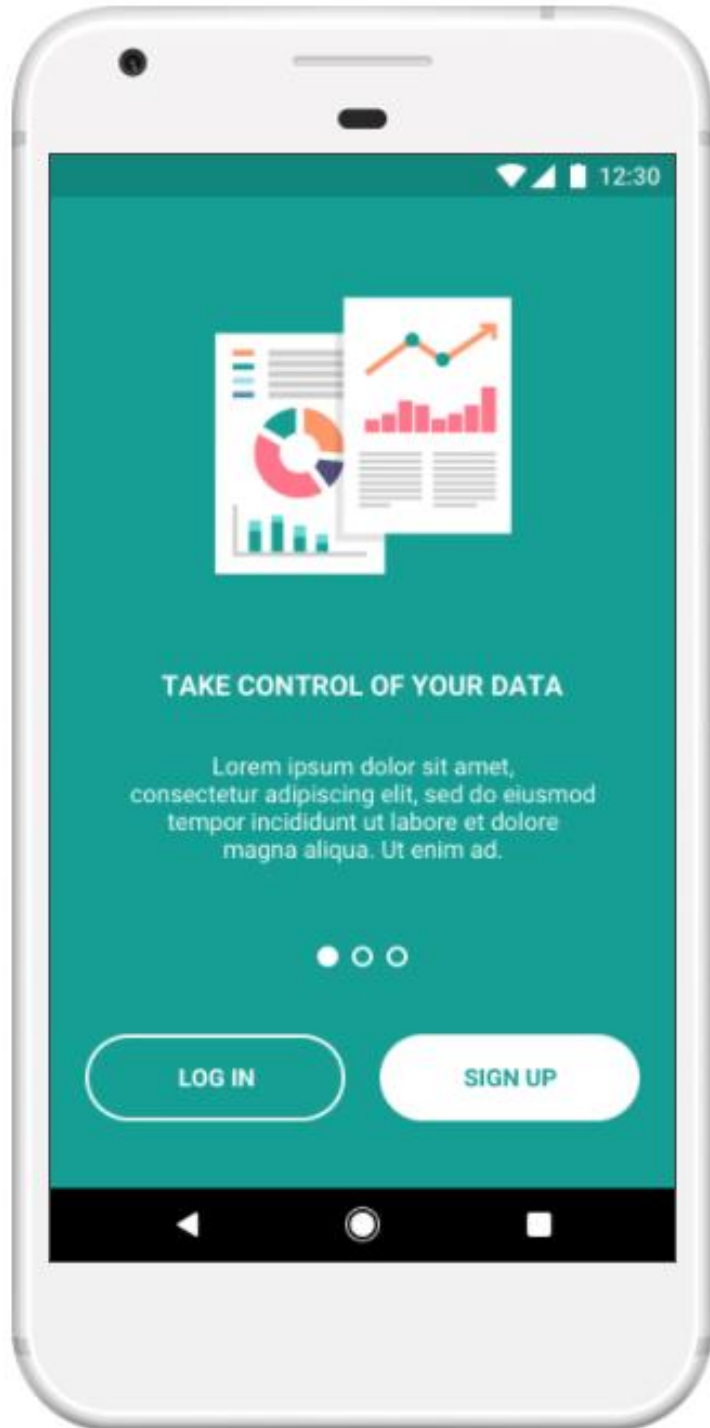 12:30
TAKE CONTROL OF YOUR DATA
Lorem ipsum dolor sit amet,
consectetur adipiscing elit, sed do eiusmod
tempor incididunt ut labore et dolore
magna aliqua. Ut enim ad.
LOG IN
SIGN UP